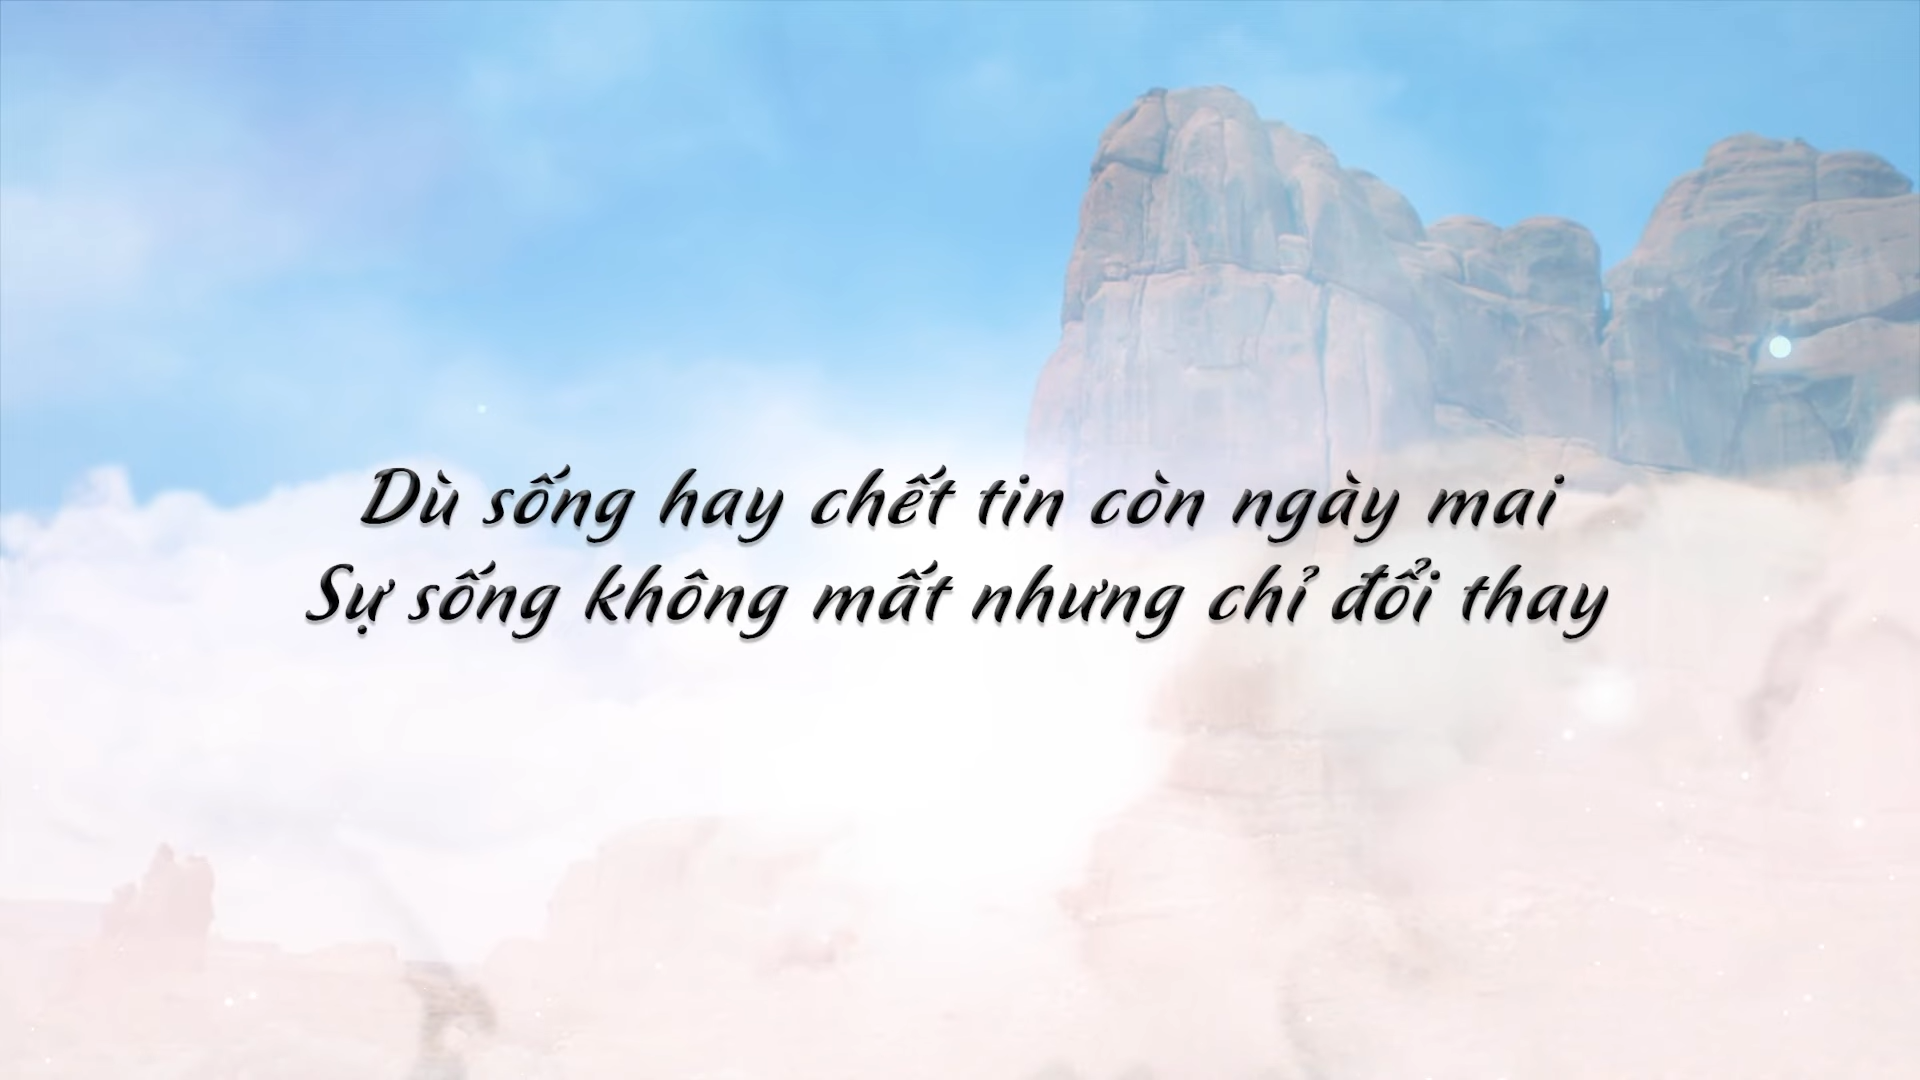 Dù sống hay chết tin còn ngày mai
Sự sống không mất nhưng chỉ đổi thay